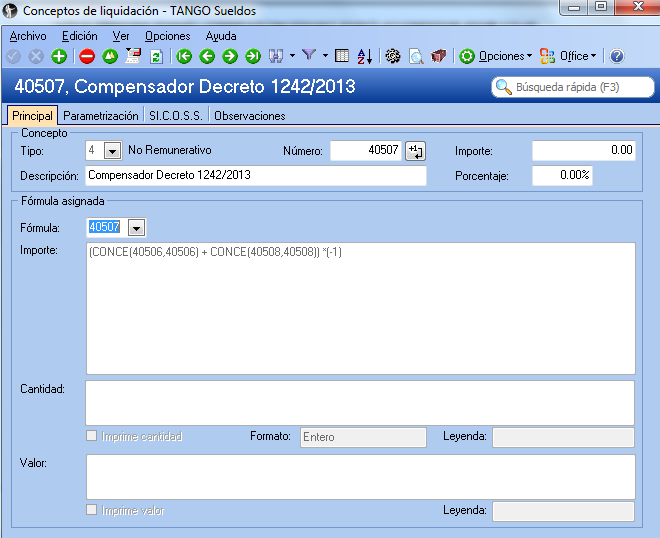 Conceptos de liquidación - TANGO Sueldos
Archivo Edición Ver Opciones Ayuda
Opciones Office
40507, Compensador Decreto 1242/2013
Búsqueda rápida (F3)
Principal Parametrización SI.C.O.S.S. Observaciones
Concepto
Tipo: 4 No Remunerativo Número: 40507 +1 Importe: 0.00
Descripción: Compensador Decreto 1242/2013 Porcentaje: 0.00%
Fórmula asignada
Fórmula: 40507
Importe: (CONCE(40506,40506) + CONCE(40508,40508)) *(-1)
Cantidad:
Imprime cantidad Formato: Entero Leyenda:
Valor:
Imprime valor Leyenda: